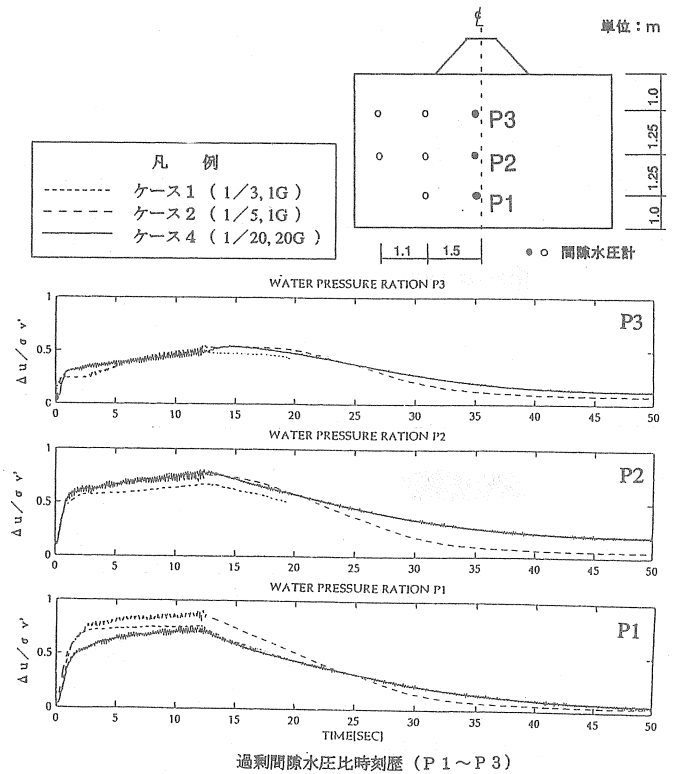 ℄
単位：m
P3
P2
P1
1.0
1.25
1.25
1.0
1.1 1.5
● ○ 間隙水圧計
凡 例
ケース1 ( 1／3, 1G )
ケース2 ( 1／5, 1G )
ケース4 ( 1／20, 20G )
WATER PRESSURE RATION P3
1
0.5
0
Δu／σv'
P3
0 5 10 15 20 25 30 35 40 45 50
WATER PRESSURE RATION P2
1
0.5
0
Δu／σv'
P2
0 5 10 15 20 25 30 35 40 45 50
WATER PRESSURE RATION P1
1
0.5
0
Δu／σv'
P1
0 5 10 15 20 25 30 35 40 45 50
TIME[SEC]
過剰間隙水圧比時刻歴 ( P1～P3 )